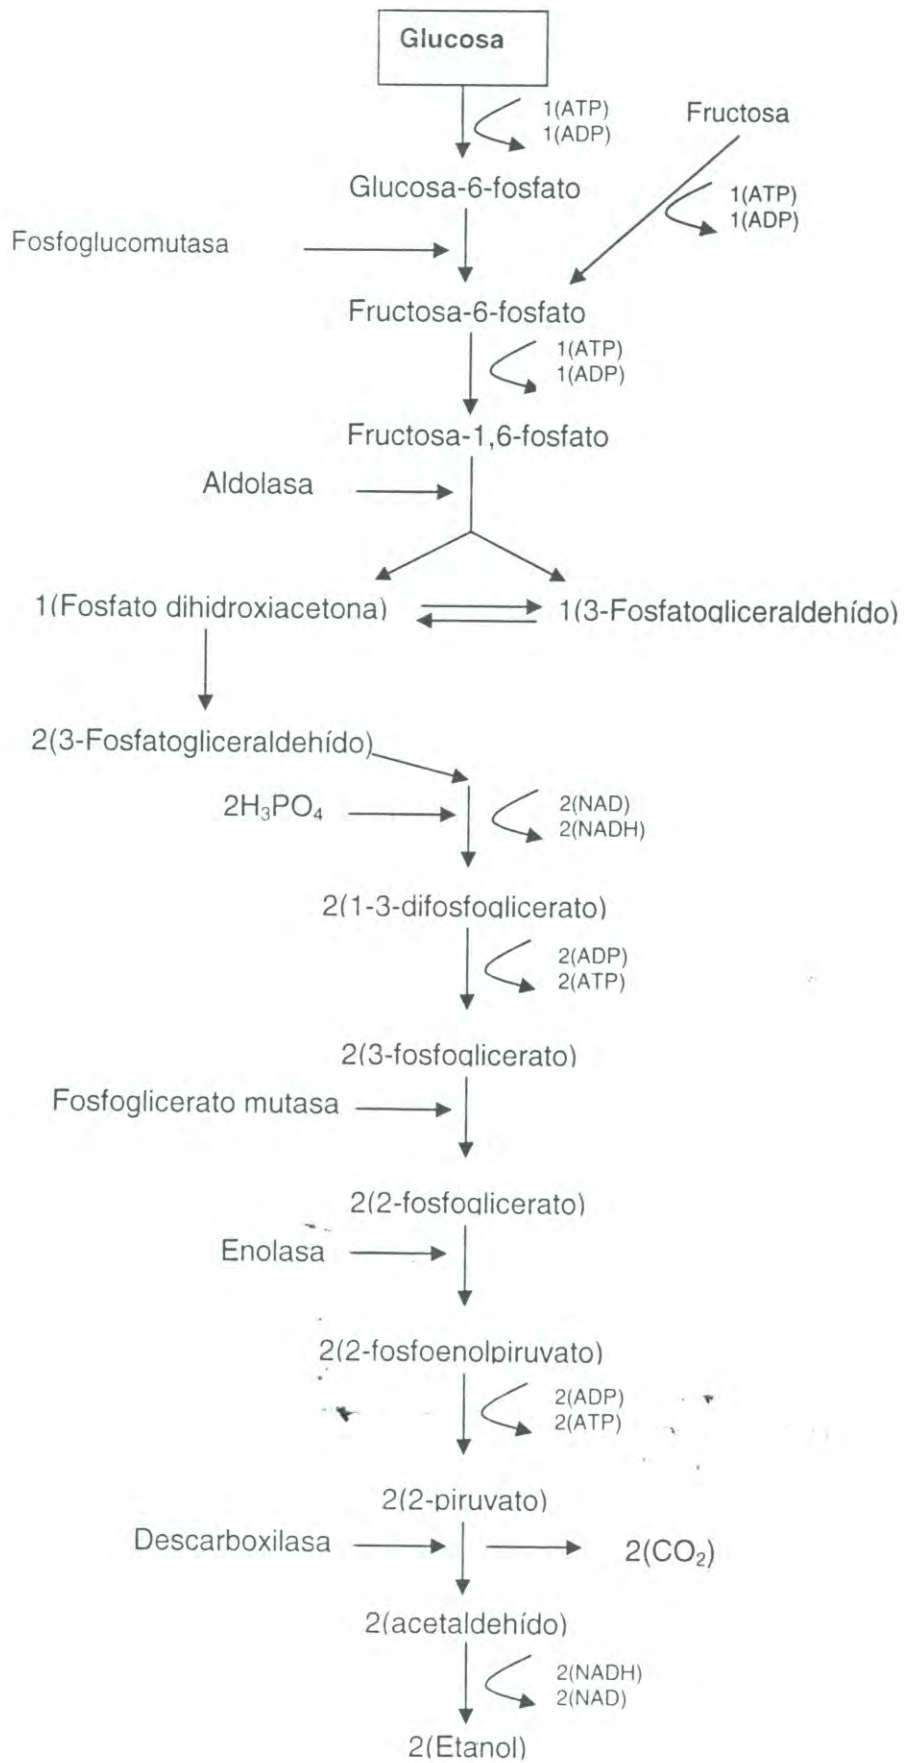 Glucosa
1(ATP)
1(ADP)
Fructosa
Glucosa-6-fosfato
1(ATP)
1(ADP)
Fosfoglucomutasa
Fructosa-6-fosfato
1(ATP)
1(ADP)
Fructosa-1,6-fosfato
Aldolasa
1(Fosfato dihidroxiacetona)
1(3-Fosfatogliceraldehído)
2(3-Fosfatogliceraldehído)
2H₃PO₄
2(NAD)
2(NADH)
2(1-3-difosfoglicerato)
2(ADP)
2(ATP)
2(3-fosfoglicerato)
Fosfoglicerato mutasa
2(2-fosfoglicerato)
Enolasa
2(2-fosfoenolpiruvato)
2(ADP)
2(ATP)
2(2-piruvato)
Descarboxilasa
2(CO₂)
2(acetaldehído)
2(NADH)
2(NAD)
2(Etanol)